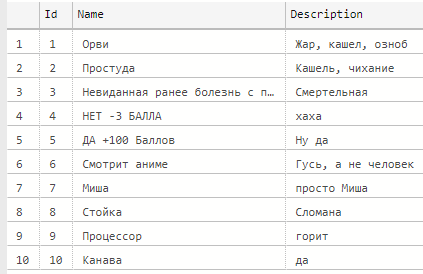 Id Name Description
1 1 Орви Жар, кашел, озноб
2 2 Простуда Кашель, чихание
3 3 Невиданная ранее болезнь с п… Смертельная
4 4 НЕТ -3 БАЛЛА хаха
5 5 ДА +100 Баллов Ну да
6 6 Смотрит аниме Гусь, а не человек
7 7 Миша просто Миша
8 8 Стойка Сломана
9 9 Процессор горит
10 10 Канава да